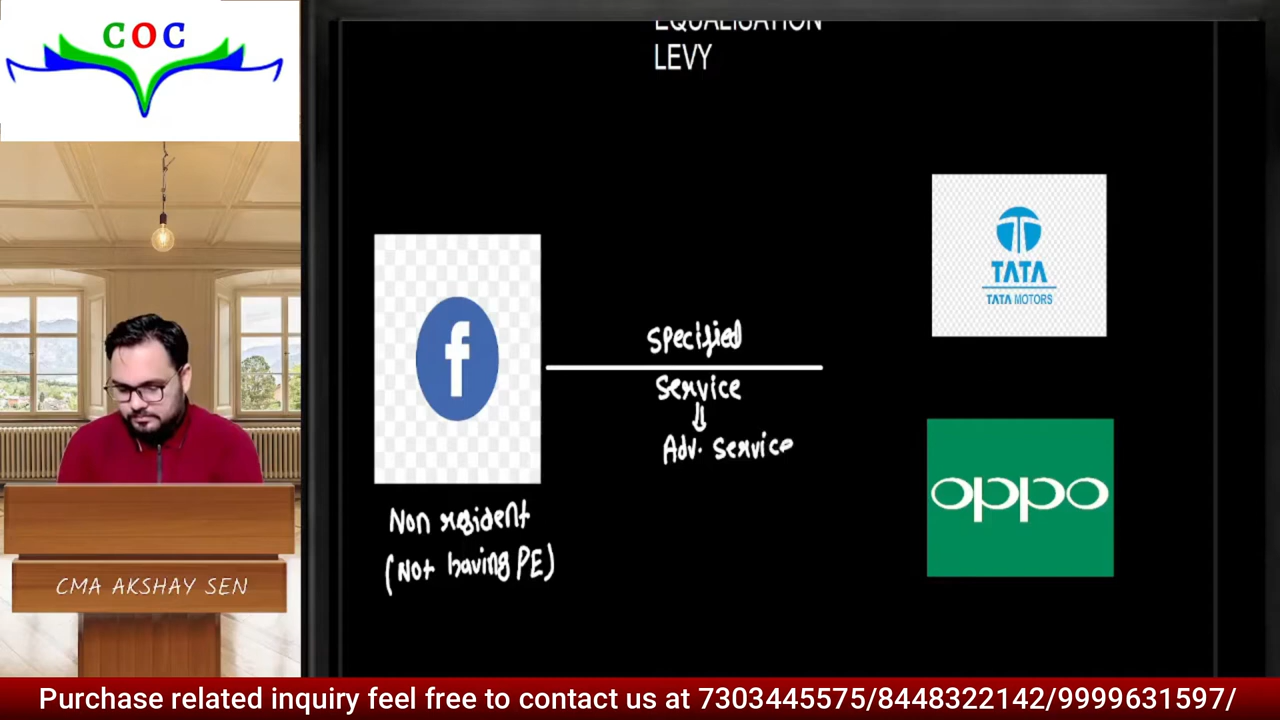 COC
EQUALISATION
LEVY
TATA
TATA MOTORS
f
Specified
Service
Adv. Service
oppo
Non resident
(Not having PE)
CMA AKSHAY SEN
Purchase related inquiry feel free to contact us at 7303445575/8448322142/9999631597/